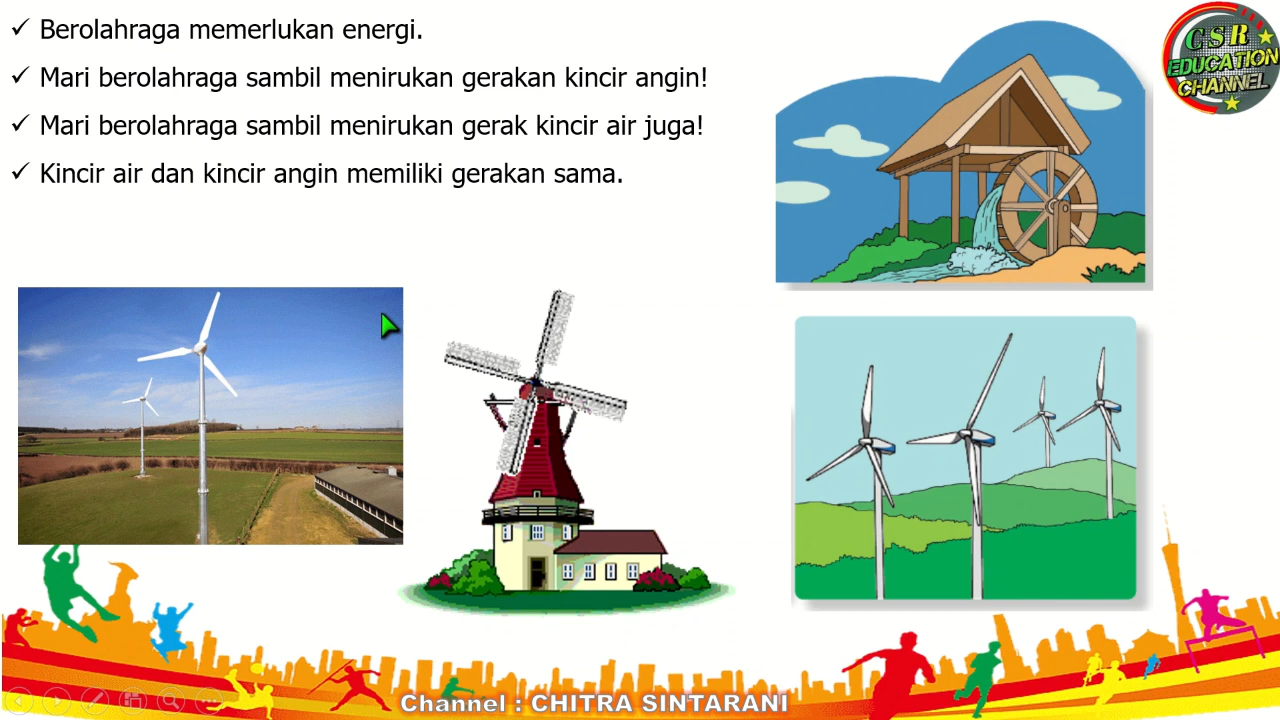 ✓ Berolahraga memerlukan energi.
✓ Mari berolahraga sambil menirukan gerakan kincir angin!
✓ Mari berolahraga sambil menirukan gerak kincir air juga!
✓ Kincir air dan kincir angin memiliki gerakan sama.
CSR
EDUCATION
CHANNEL
Channel : CHITRA SINTARANI